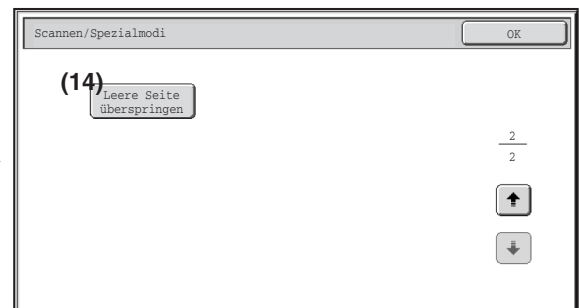 Scannen/Spezialmodi
OK
(14)
Leere Seite
überspringen
2
2